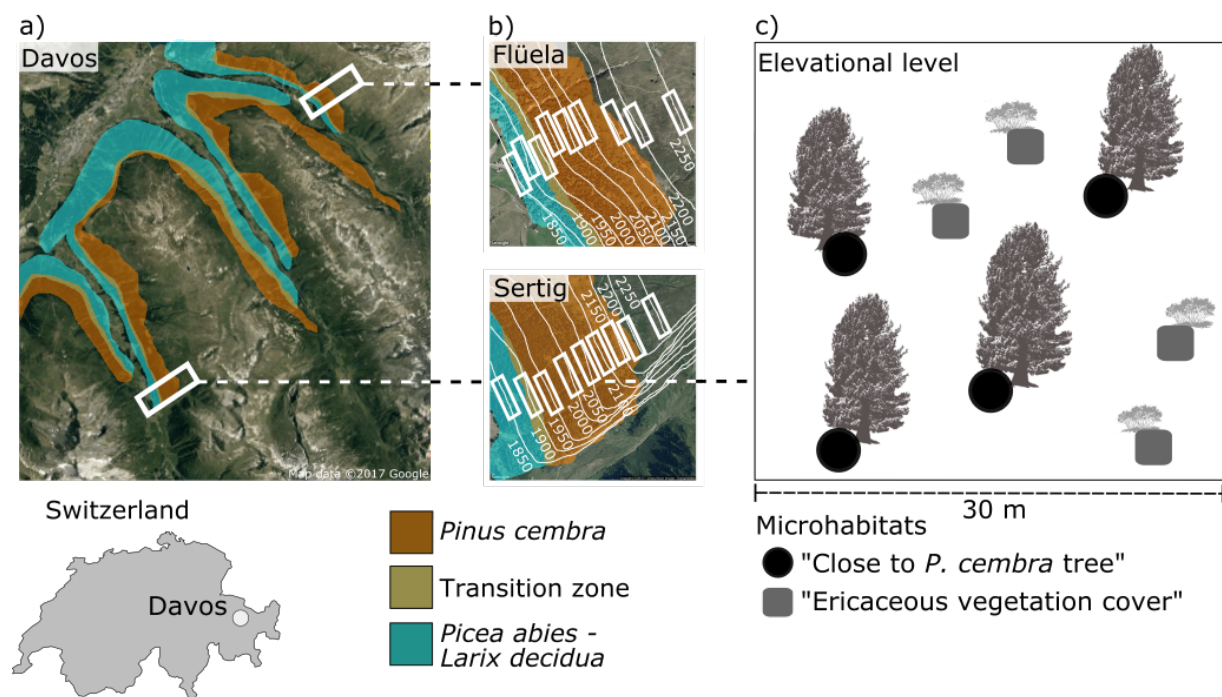 a)
Davos
Map data ©2017 Google
b)
Flüela
1850
1900
1950
2000
2050
2100
2150
2200
2250
Sertig
2250
2200
2150
2100
2050
2000
1950
1900
1850
c)
Elevational level
30 m
Microhabitats
"Close to P. cembra tree"
"Ericaceous vegetation cover"
Switzerland
Davos
Pinus cembra
Transition zone
Picea abies -
Larix decidua